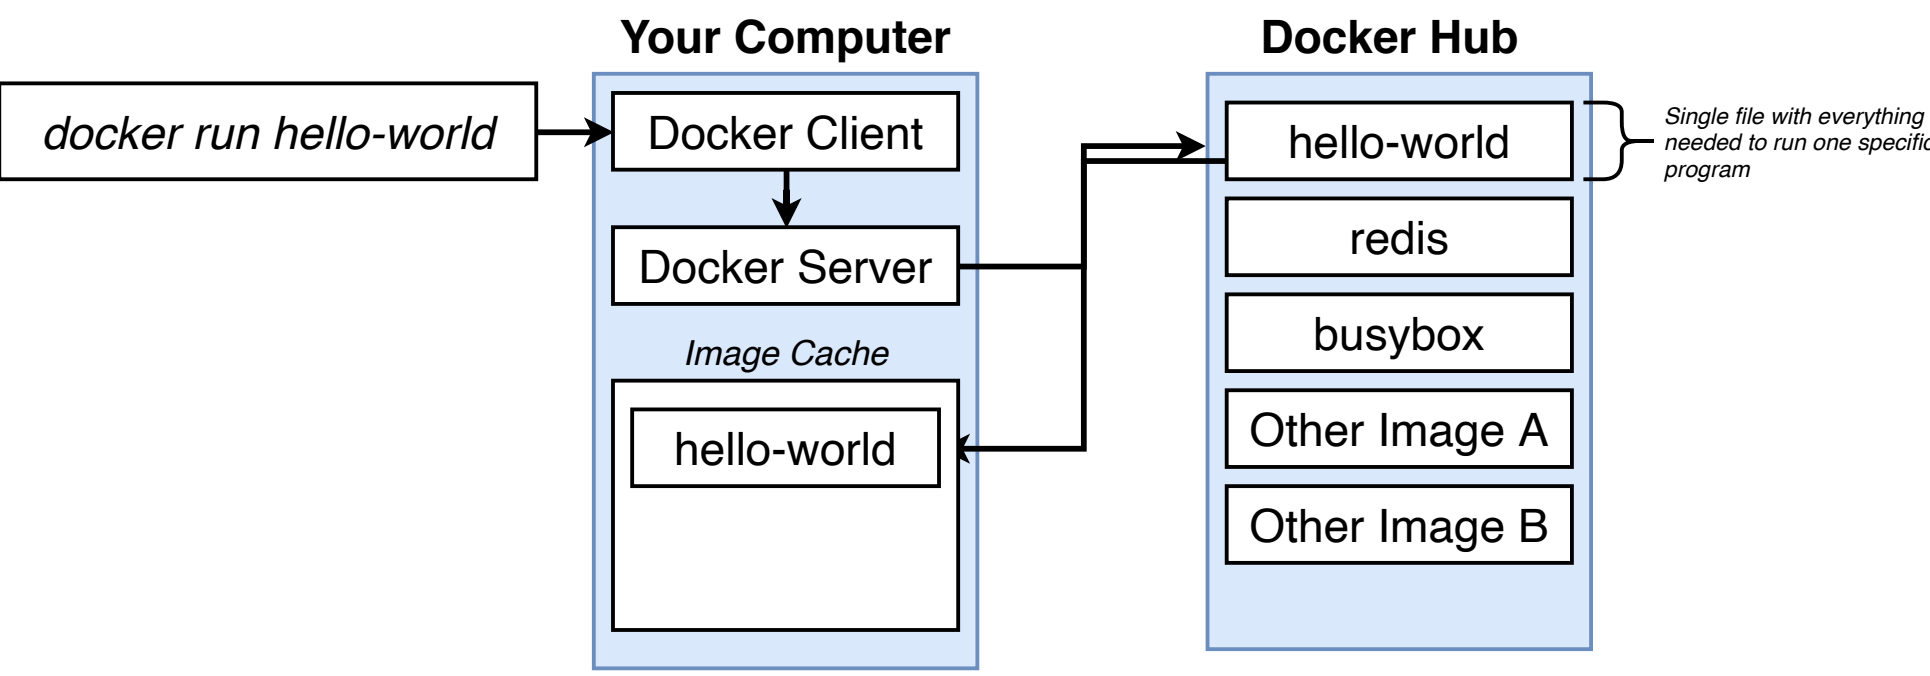 Your Computer
Docker Hub
docker run hello-world
Docker Client
Docker Server
Image Cache
hello-world
hello-world
redis
busybox
Other Image A
Other Image B
Single file with everything
needed to run one specific
program